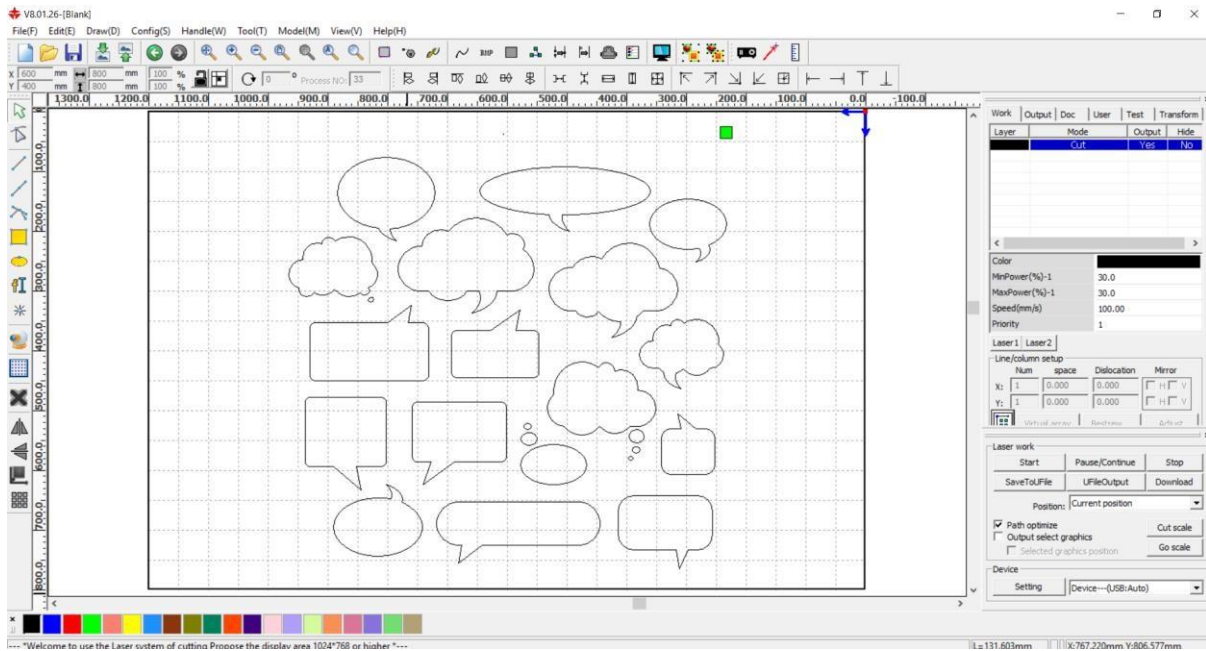 V8.01.26-[Blank]
File(F) Edit(E) Draw(D) Config(S) Handle(W) Tool(T) Model(M) View(V) Help(H)
BMP
X 600 mm 800 mm 100 %
Y 400 mm 800 mm 100 %
0 ° Process NO: 33
1300.0 1200.0 1100.0 1000.0 900.0 800.0 700.0 600.0 500.0 400.0 300.0 200.0 100.0 0.0 -100.0
100.0
200.0
300.0
400.0
500.0
600.0
700.0
800.0
Work Output Doc User Test Transform
Layer Mode Output Hide
Cut Yes No
Color
MinPower(%)-1 30.0
MaxPower(%)-1 30.0
Speed(mm/s) 100.00
Priority 1
Laser1 Laser2
Line/column setup
Num space Dislocation Mirror
X: 1 0.000 0.000 H V
Y: 1 0.000 0.000 H V
Virtual array Bestrew Adjust
Laser work
Start Pause/Continue Stop
SaveToUFile UFileOutput Download
Position: Current position
Path optimize Cut scale
Output select graphics
Selected graphics position Go scale
Device
Setting Device---(USB:Auto)
--- *Welcome to use the Laser system of cutting Propose the display area 1024*768 or higher *---
L=131.603mm X:767.220mm,Y:806.577mm